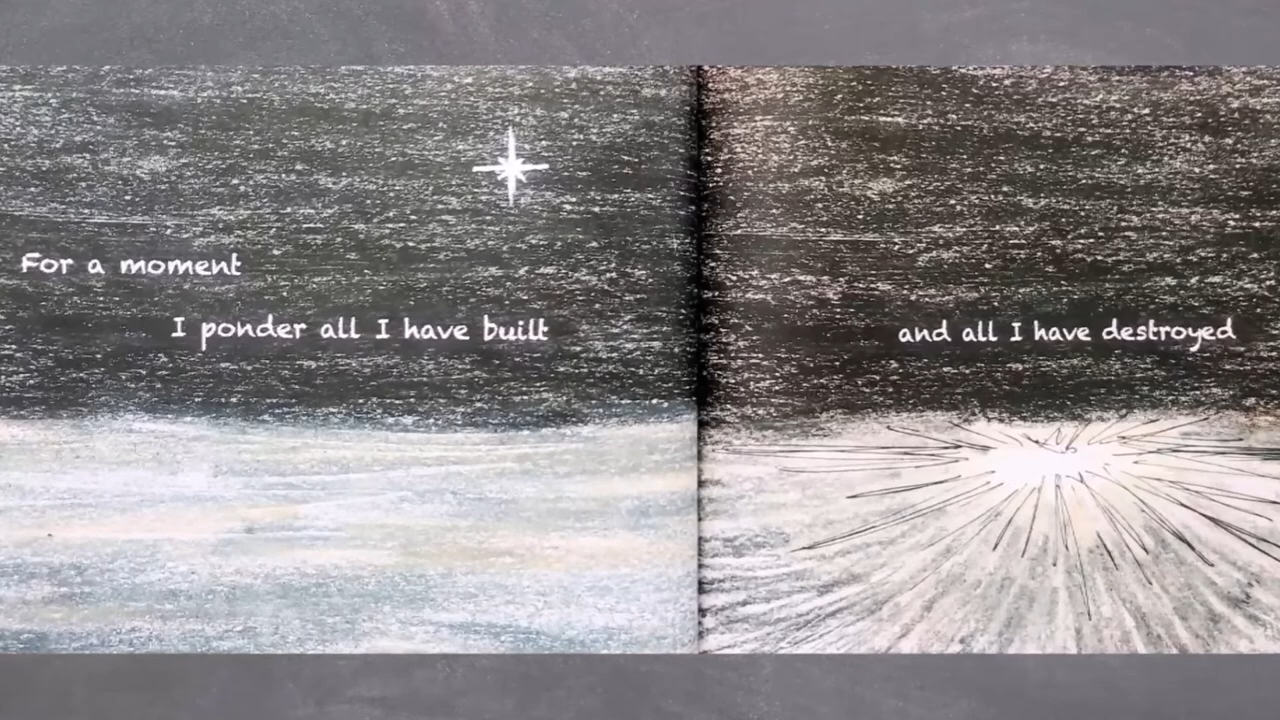 For a moment
I ponder all I have built
and all I have destroyed